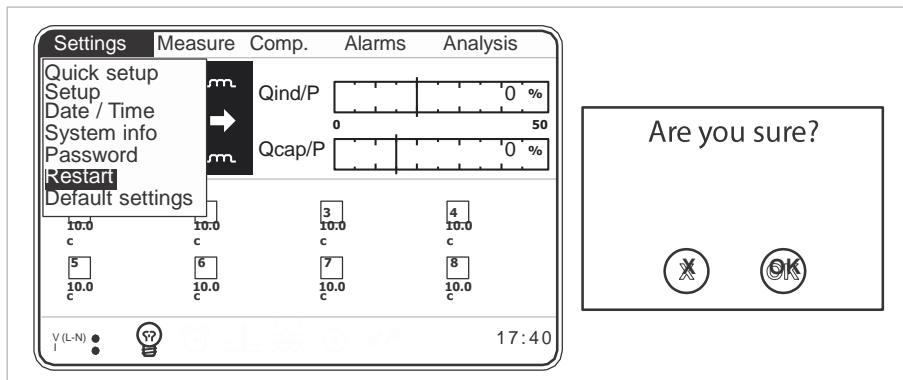 Settings Measure Comp. Alarms Analysis
Quick setup
Setup
Date / Time
System info
Password
Restart
Default settings
Qind/P 0 %
0 50
Qcap/P 0 %
3 4
10.0 10.0 10.0 10.0
c c c c
5 6 7 8
10.0 10.0 10.0 10.0
c c c c
V (L-N)
I
17:40
Are you sure?
X OK